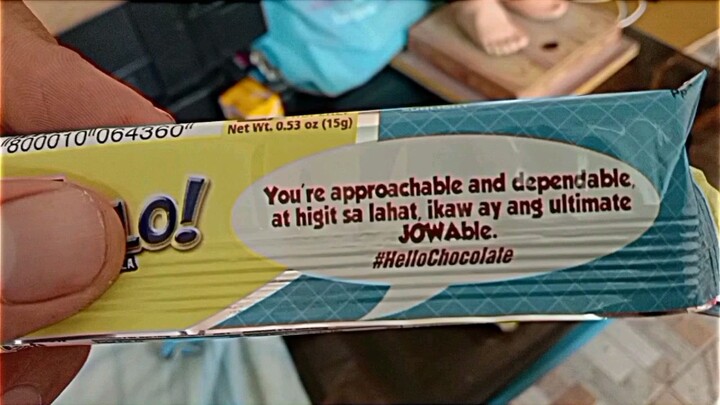 "800010"064360"
Net Wt. 0.53 oz (15g)
LO!
You're approachable and dependable,
at higit sa lahat, ikaw ay ang ultimate
JOWAble.
#HelloChocolate